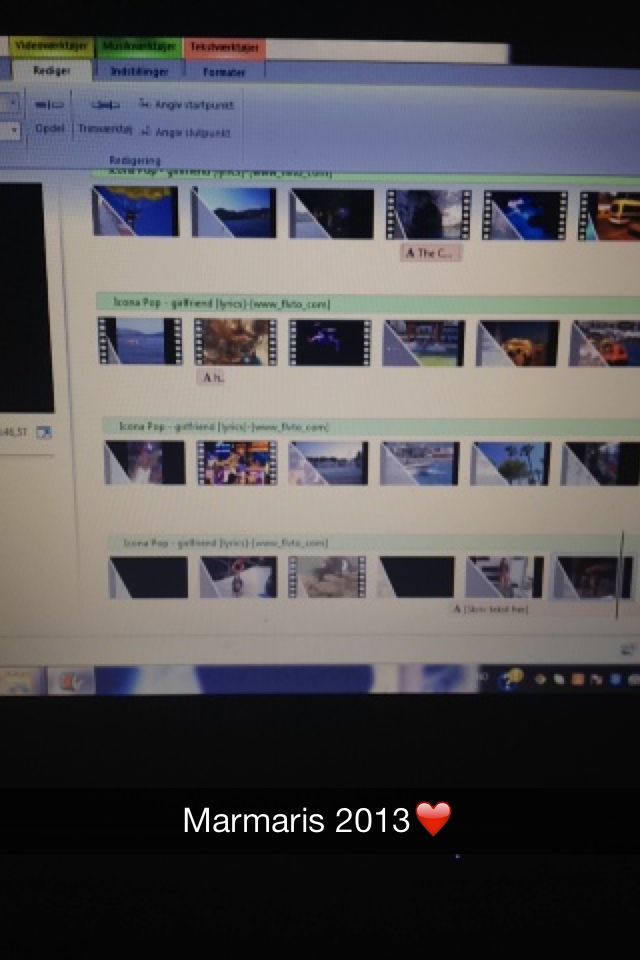 Videoværktøjer Musikværktøjer Tekstværktøjer
Rediger Indstillinger Formater
Angiv startpunkt
Opdel Trimværktøj Angiv slutpunkt
Redigering
Icona Pop - girlfriend [lyrics]-[www_flvto_com]
A The C...
Icona Pop - girlfriend [lyrics]-[www_flvto_com]
A h..
Icona Pop - girlfriend [lyrics]-[www_flvto_com]
:46,57
Icona Pop - girlfriend [lyrics]-[www_flvto_com]
A [Skriv tekst her]
Marmaris 2013❤️